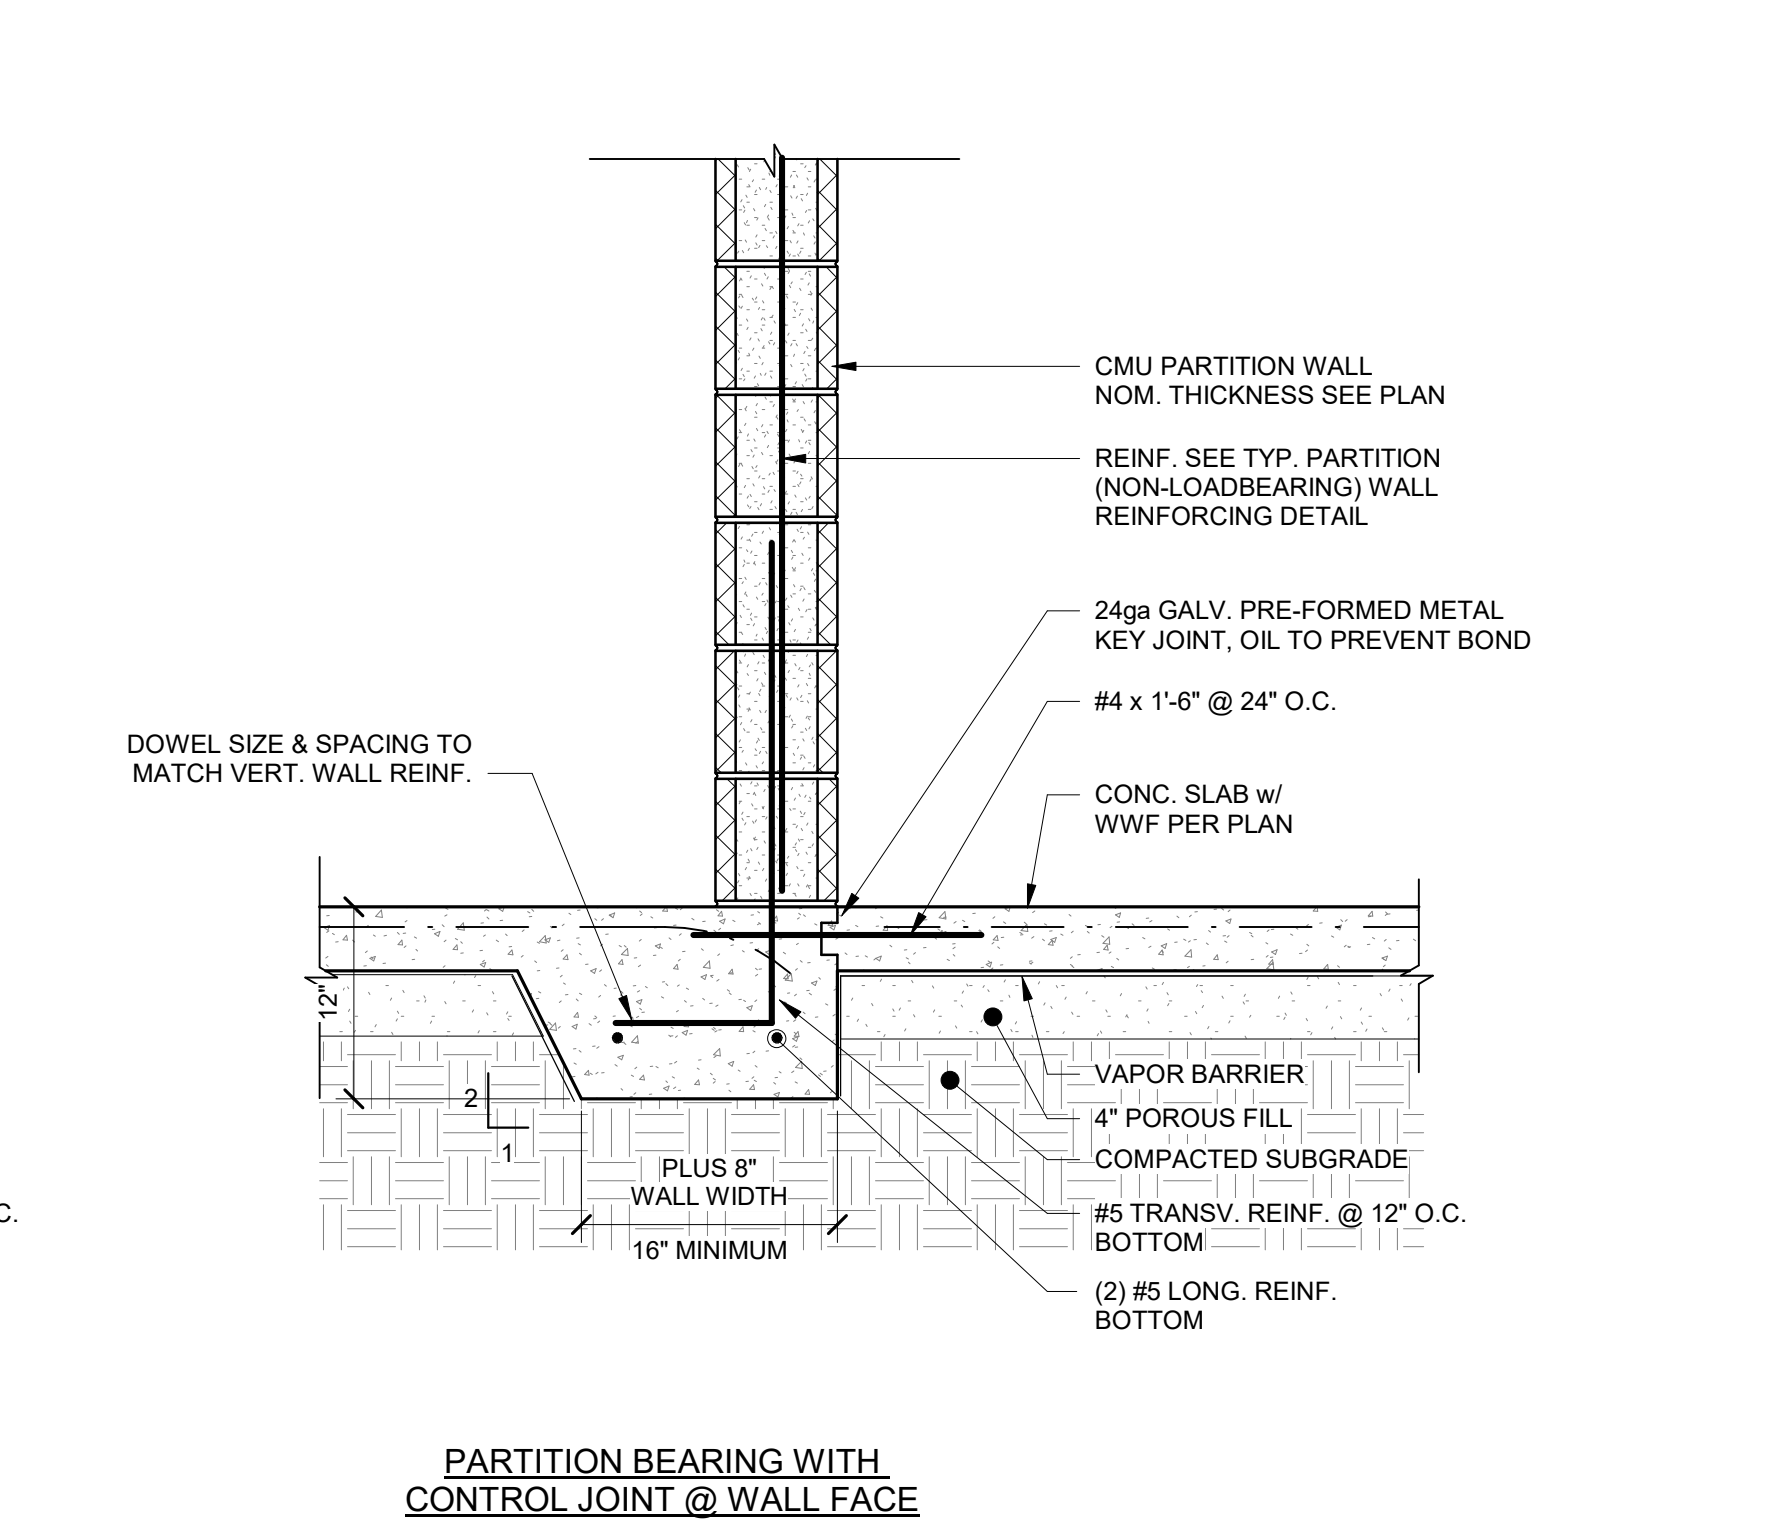 CMU PARTITION WALL
NOM. THICKNESS SEE PLAN
REINF. SEE TYP. PARTITION
(NON-LOADBEARING) WALL
REINFORCING DETAIL
24ga GALV. PRE-FORMED METAL
KEY JOINT, OIL TO PREVENT BOND
#4 x 1'-6" @ 24" O.C.
DOWEL SIZE & SPACING TO
MATCH VERT. WALL REINF.
CONC. SLAB w/
WWF PER PLAN
12"
2
1
VAPOR BARRIER
4" POROUS FILL
COMPACTED SUBGRADE
PLUS 8"
WALL WIDTH
16" MINIMUM
C.
#5 TRANSV. REINF. @ 12" O.C.
BOTTOM
(2) #5 LONG. REINF.
BOTTOM
PARTITION BEARING WITH
CONTROL JOINT @ WALL FACE